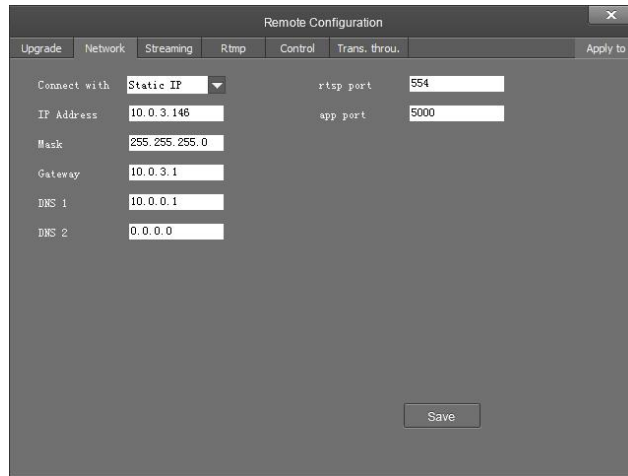 Remote Configuration
Upgrade Network Streaming Rtmp Control Trans. throu. Apply to
Connect with Static IP rtsp port 554
IP Address 10.0.3.146 app port 5000
Mask 255.255.255.0
Gateway 10.0.3.1
DNS 1 10.0.0.1
DNS 2 0.0.0.0
Save